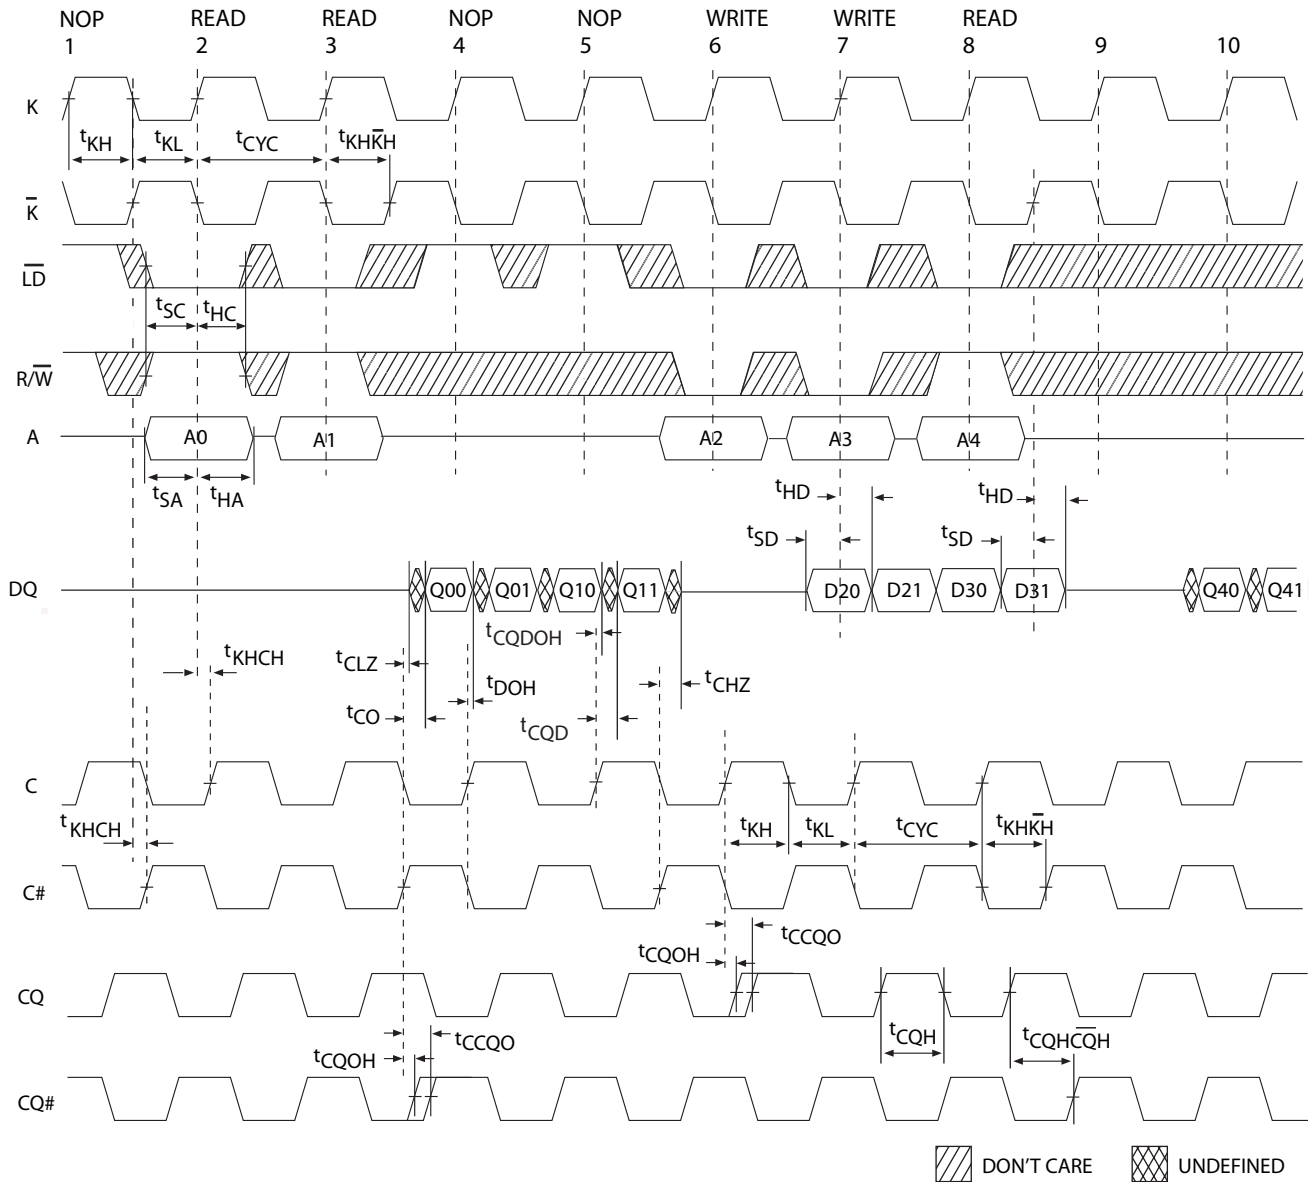 NOP READ READ NOP NOP WRITE WRITE READ
1 2 3 4 5 6 7 8 9 10
K
tKH tKL tCYC tKHK̅H
K̅
L̅D̅
tSC tHC
R/W̅
A A0 A1 A2 A3 A4
tSA tHA tHD tHD
tSD tSD
DQ Q00 Q01 Q10 Q11 D20 D21 D30 D31 Q40 Q41
tCQDOH
tKHCH tCLZ tDOH tCHZ
tCO tCQD
C
tKHCH tKH tKL tCYC tKHK̅H
C#
tCCQO
tCQOH
CQ
tCCQO tCQH tCQHC̅Q̅H
tCQOH
CQ#
DON'T CARE UNDEFINED